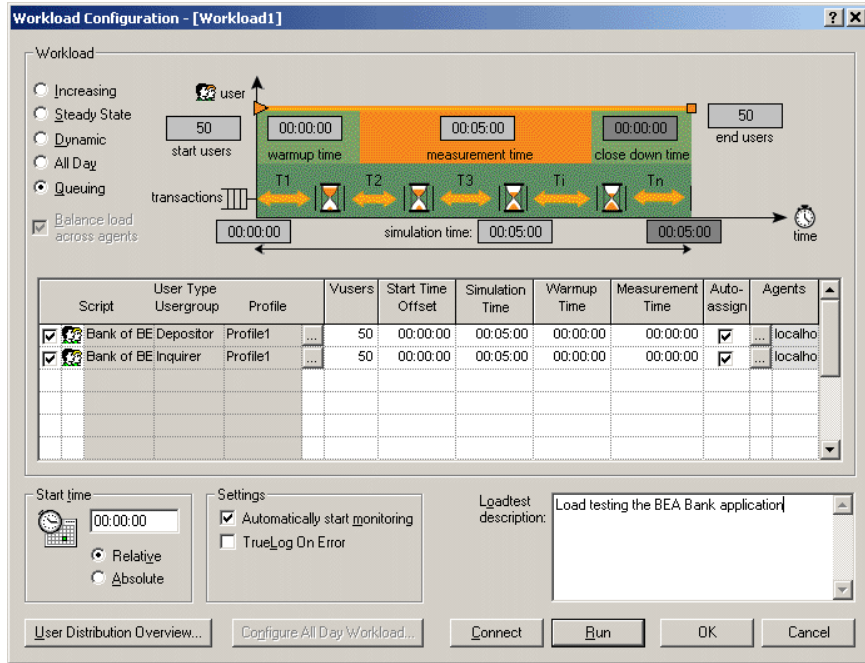 Workload Configuration - [Workload1]
Workload
Increasing
Steady State
Dynamic
All Day
Queuing
Balance load
across agents
user
50
start users
00:00:00
warmup time
00:05:00
measurement time
00:00:00
close down time
50
end users
transactions
T1
T2
T3
Ti
Tn
00:00:00
simulation time: 00:05:00
00:05:00
time
Script User Type Usergroup Profile Vusers Start Time Offset Simulation Time Warmup Time Measurement Time Auto-assign Agents
Bank of BE Depositor Profile1 ... 50 00:00:00 00:05:00 00:00:00 00:00:00 ... localho
Bank of BE Inquirer Profile1 ... 50 00:00:00 00:05:00 00:00:00 00:00:00 ... localho
Start time
00:00:00
Relative
Absolute
Settings
Automatically start monitoring
TrueLog On Error
Loadtest
description:
Load testing the BEA Bank application
User Distribution Overview...
Configure All Day Workload...
Connect
Run
OK
Cancel